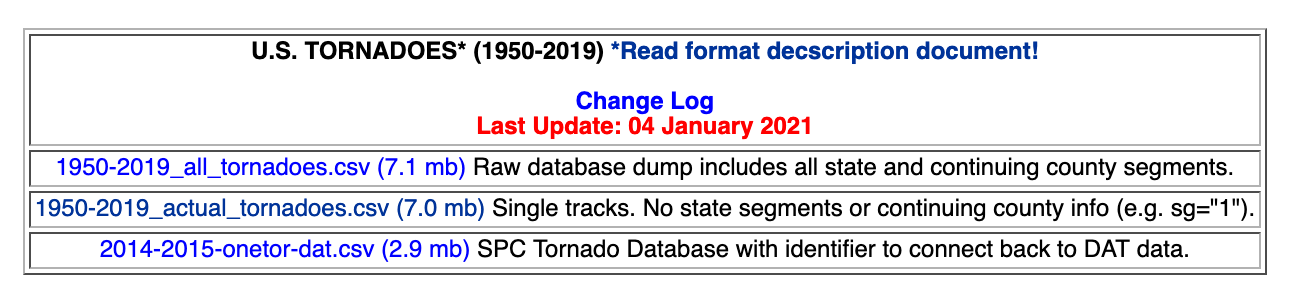 U.S. TORNADOES* (1950-2019) *Read format decscription document!
Change Log
Last Update: 04 January 2021
1950-2019_all_tornadoes.csv (7.1 mb) Raw database dump includes all state and continuing county segments.
1950-2019_actual_tornadoes.csv (7.0 mb) Single tracks. No state segments or continuing county info (e.g. sg="1").
2014-2015-onetor-dat.csv (2.9 mb) SPC Tornado Database with identifier to connect back to DAT data.